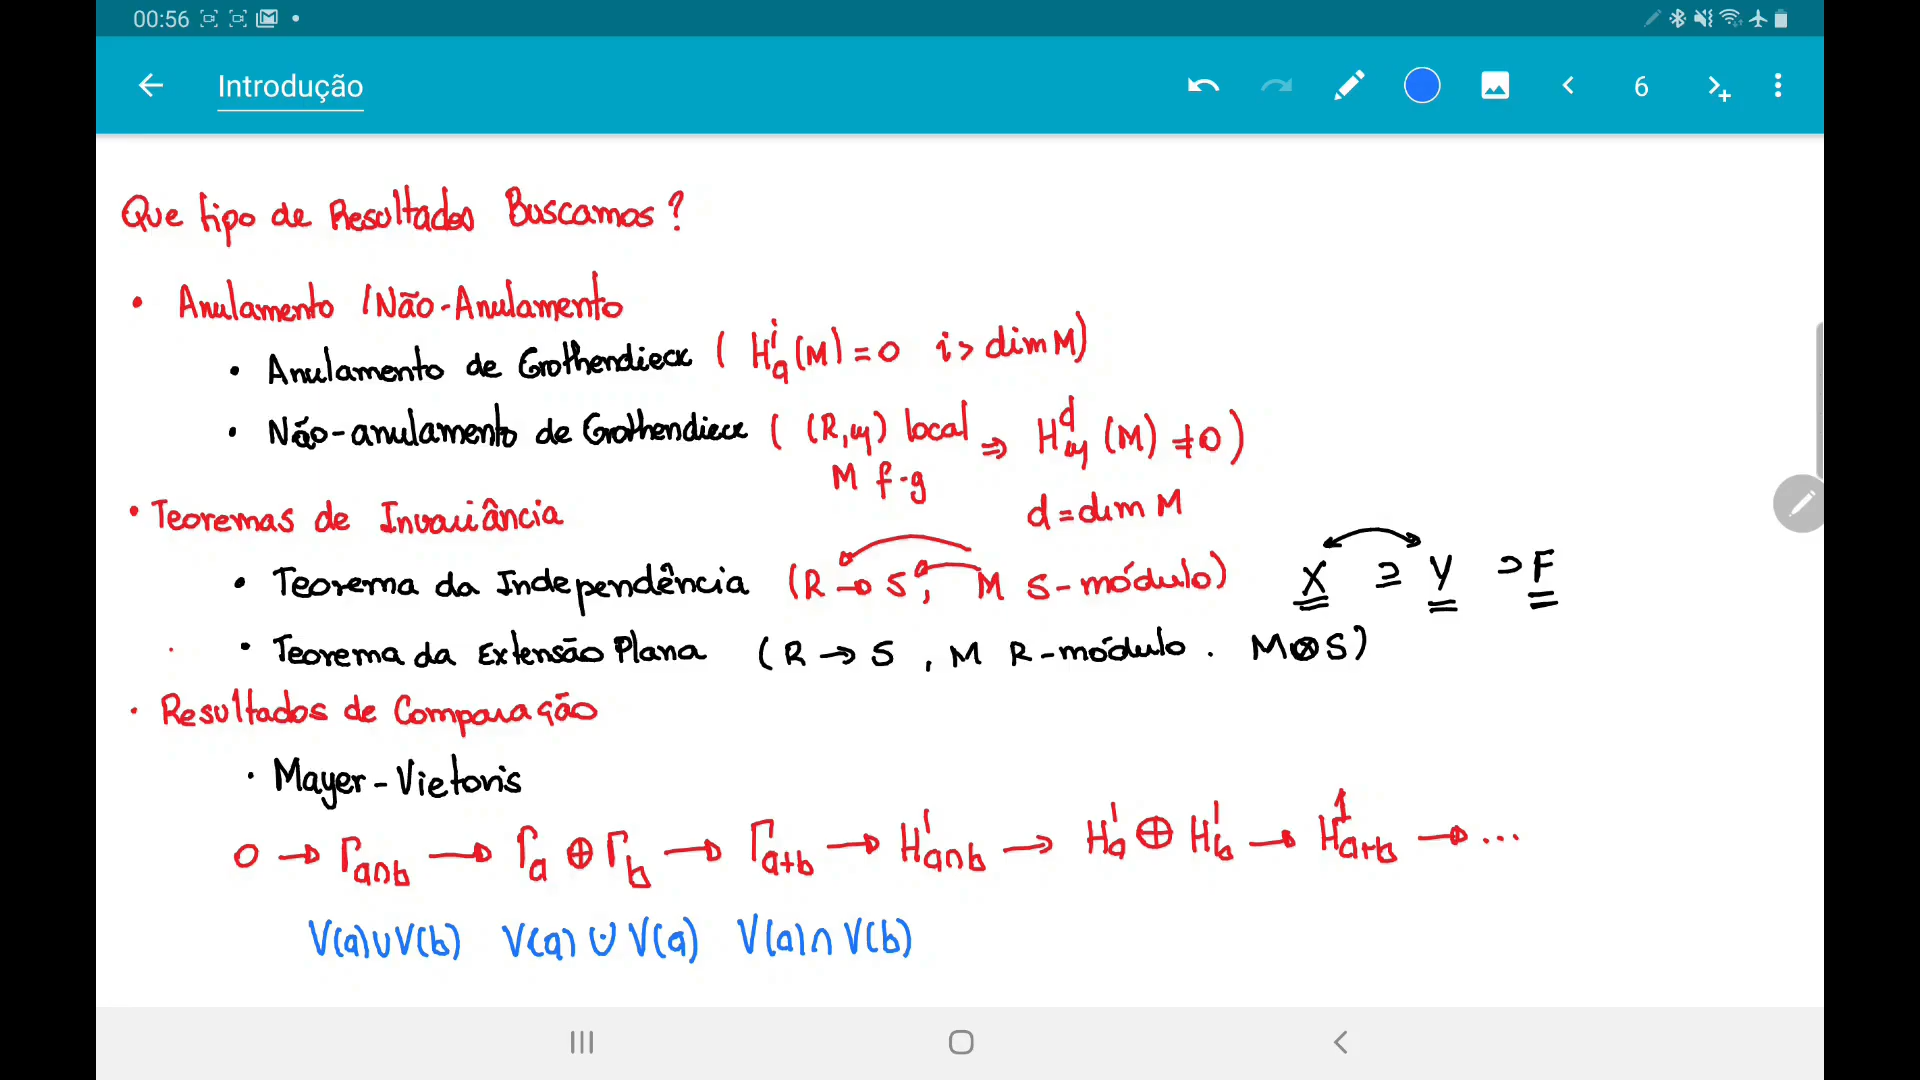 00:56
Introdução
6
Que tipo de Resultados Buscamos?
• Anulamento / Não-Anulamento
• Anulamento de Grothendieck ( H^i_a (M) = 0 i > dim M)
• Não-anulamento de Grothendieck ( (R,m) local ⇒ H^d_m (M) ≠ 0 )
M f.g
d = dim M
• Teoremas de Invariância
• Teorema da Independência (R → S, M S-módulo) X ⊇ Y ⊃ F
• Teorema da Extensão Plana (R → S , M R-módulo . M⊗S)
• Resultados de Comparação
• Mayer-Vietoris
0 → Γ_{a∩b} → Γ_a ⊕ Γ_b → Γ_{a+b} → H^1_{a∩b} → H^1_a ⊕ H^1_b → H^1_{a+b} → ...
V(a)∪V(b) V(a) ⊍ V(a) V(a)∩V(b)